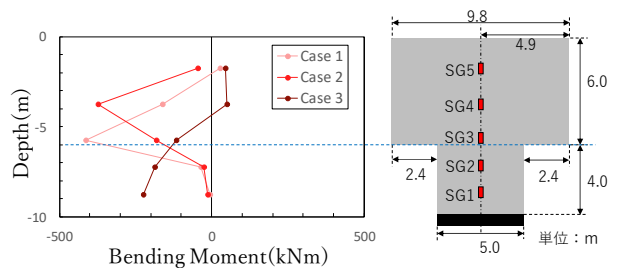 0
-5
-10
Depth(m)
-500
0
500
Bending Moment(kNm)
Case 1
Case 2
Case 3
9.8
4.9
SG5
SG4
SG3
SG2
SG1
6.0
2.4
2.4
4.0
5.0
単位：m